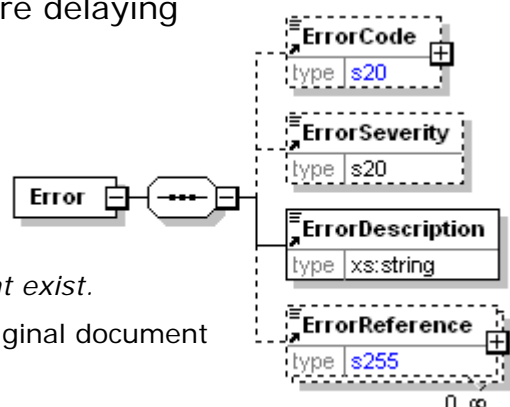 re delaying
ErrorCode
type s20
ErrorSeverity
type s20
Error
ErrorDescription
type xs:string
exist.
ginal document
ErrorReference
type s255
0..∞